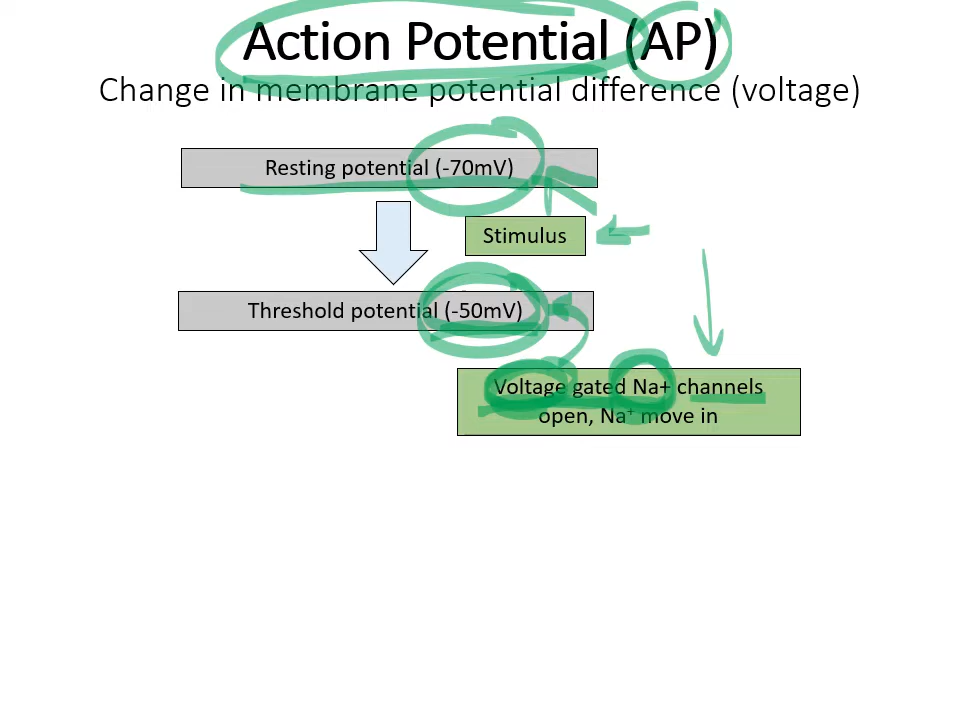 Action Potential (AP)
Change in membrane potential difference (voltage)
Resting potential (-70mV)
Stimulus
Threshold potential (-50mV)
Voltage gated Na+ channels
open, Na⁺ move in